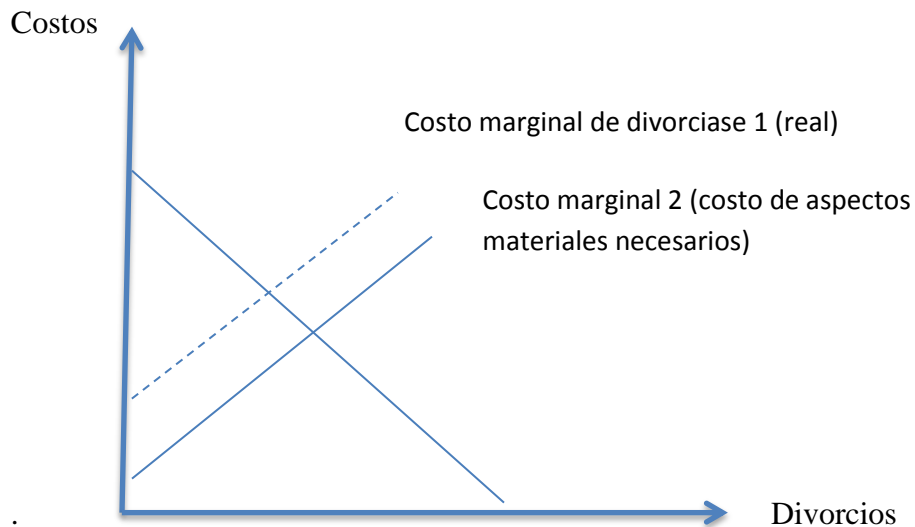 Costos
Costo marginal de divorciase 1 (real)
Costo marginal 2 (costo de aspectos
materiales necesarios)
.
Divorcios